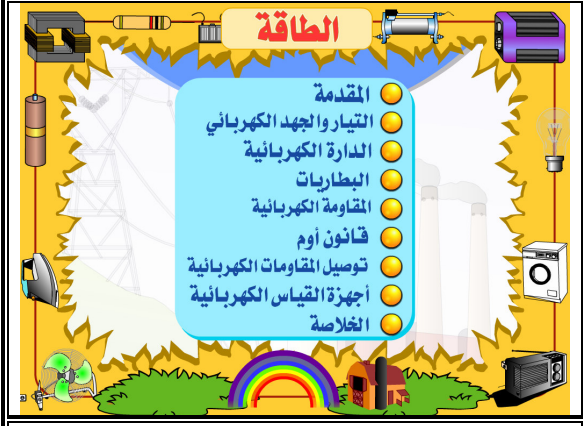 الطاقة
المقدمة
التيار والجهد الكهربائي
الدارة الكهربائية
البطاريات
المقاومة الكهربائية
قانون أوم
توصيل المقاومات الكهربائية
أجهزة القياس الكهربائية
الخلاصة